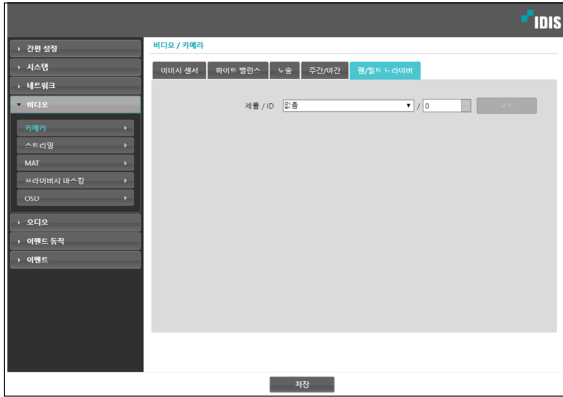 IDIS
비디오 / 카메라
간편 설정
시스템
네트워크
비디오
카메라
스트리밍
MAT
프라이버시 마스킹
OSD
오디오
이벤트 동작
이벤트
이미지 센서
화이트 밸런스
노출
주간/야간
팬/틸트 드라이버
제품 / ID
없음
/ 0
저장